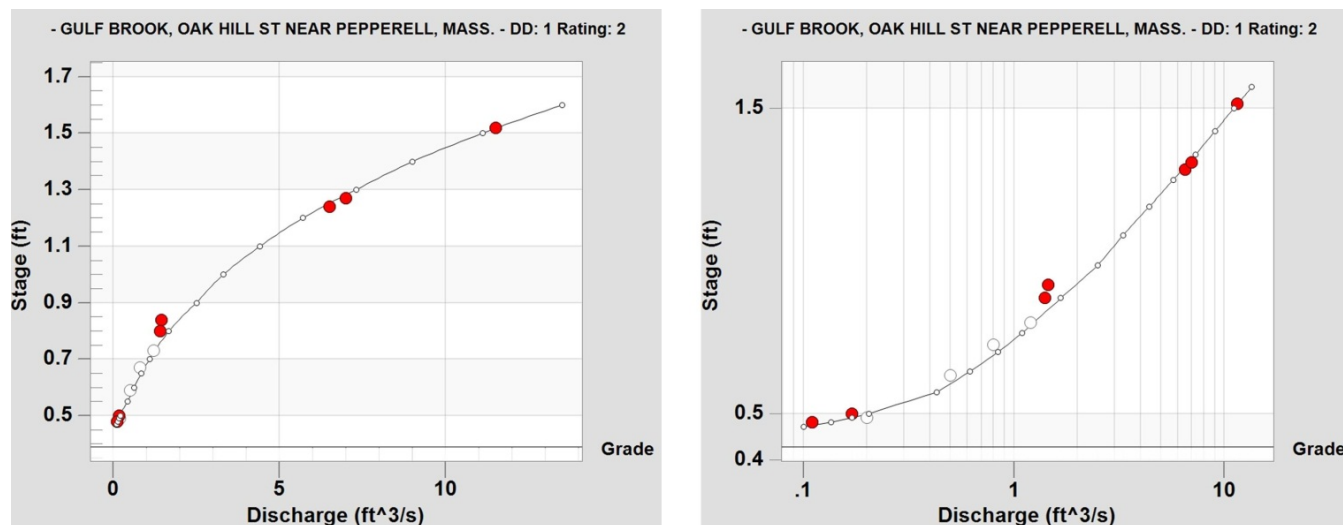 - GULF BROOK, OAK HILL ST NEAR PEPPERELL, MASS. - DD: 1 Rating: 2
1.7
1.5
1.3
1.1
0.9
0.7
0.5
Stage (ft)
Grade
0 5 10
Discharge (ft^3/s)
- GULF BROOK, OAK HILL ST NEAR PEPPERELL, MASS. - DD: 1 Rating: 2
1.5
0.5
0.4
Stage (ft)
Grade
.1 1 10
Discharge (ft^3/s)